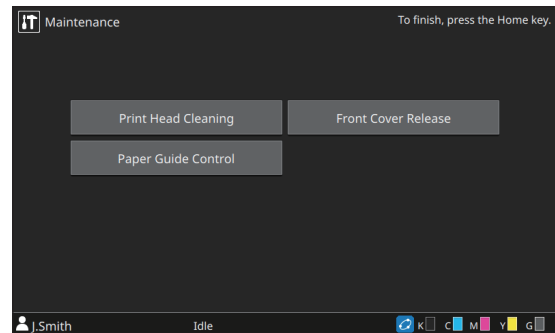 Maintenance
To finish, press the Home key.
Print Head Cleaning
Front Cover Release
Paper Guide Control
J.Smith
Idle
K C M Y G